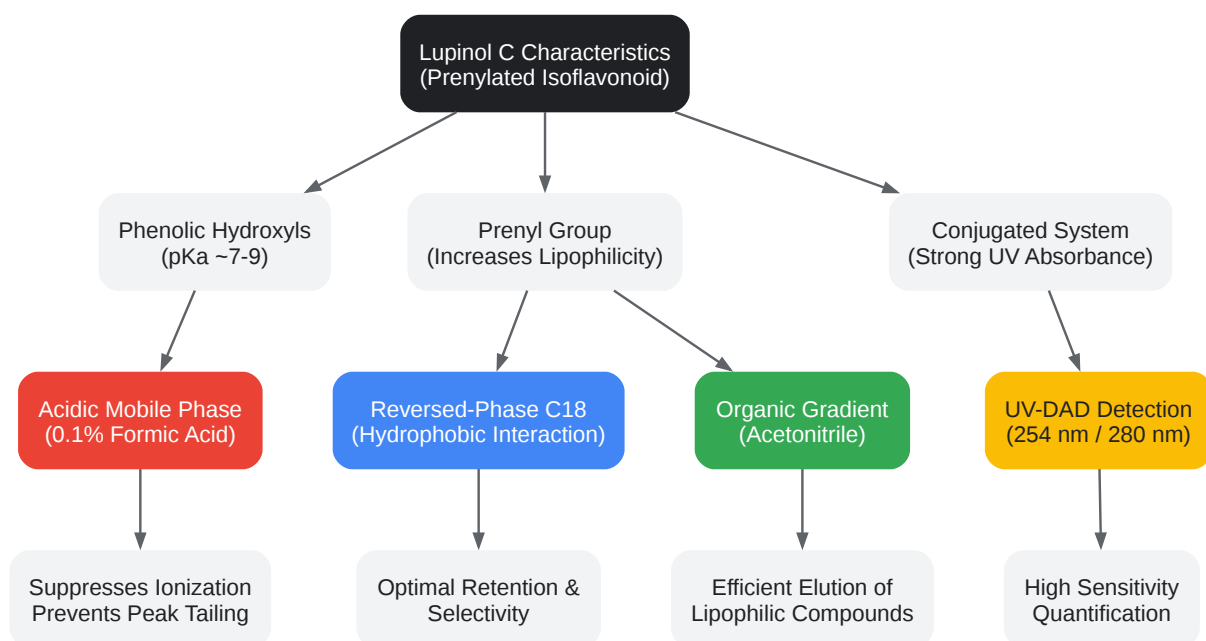 Lupinol C Characteristics
(Prenylated Isoflavonoid)
Phenolic Hydroxyls
(pKa ~7-9)
Prenyl Group
(Increases Lipophilicity)
Conjugated System
(Strong UV Absorbance)
Acidic Mobile Phase
(0.1% Formic Acid)
Reversed-Phase C18
(Hydrophobic Interaction)
Organic Gradient
(Acetonitrile)
UV-DAD Detection
(254 nm / 280 nm)
Suppresses Ionization
Prevents Peak Tailing
Optimal Retention &
Selectivity
Efficient Elution of
Lipophilic Compounds
High Sensitivity
Quantification